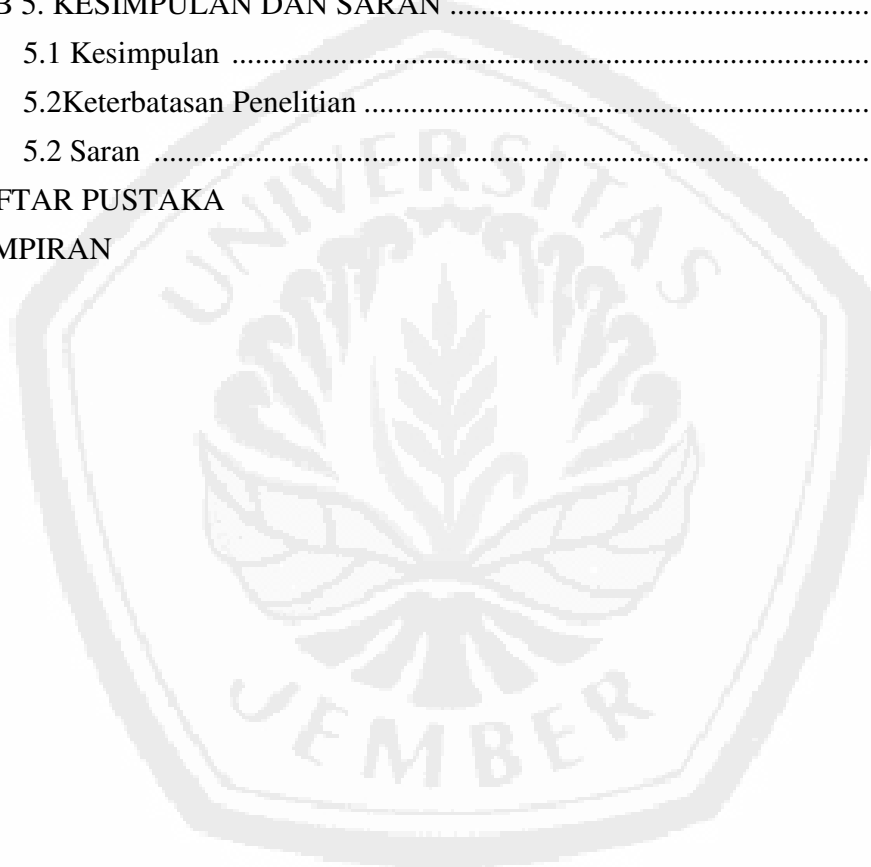 B 5. KESIMPULAN DAN SARAN ........................................................
5.1 Kesimpulan ...................................................................................
5.2Keterbatasan Penelitian ..................................................................
5.2 Saran .............................................................................................
FTAR PUSTAKA
MPIRAN
UNIVERSITAS
JEMBER